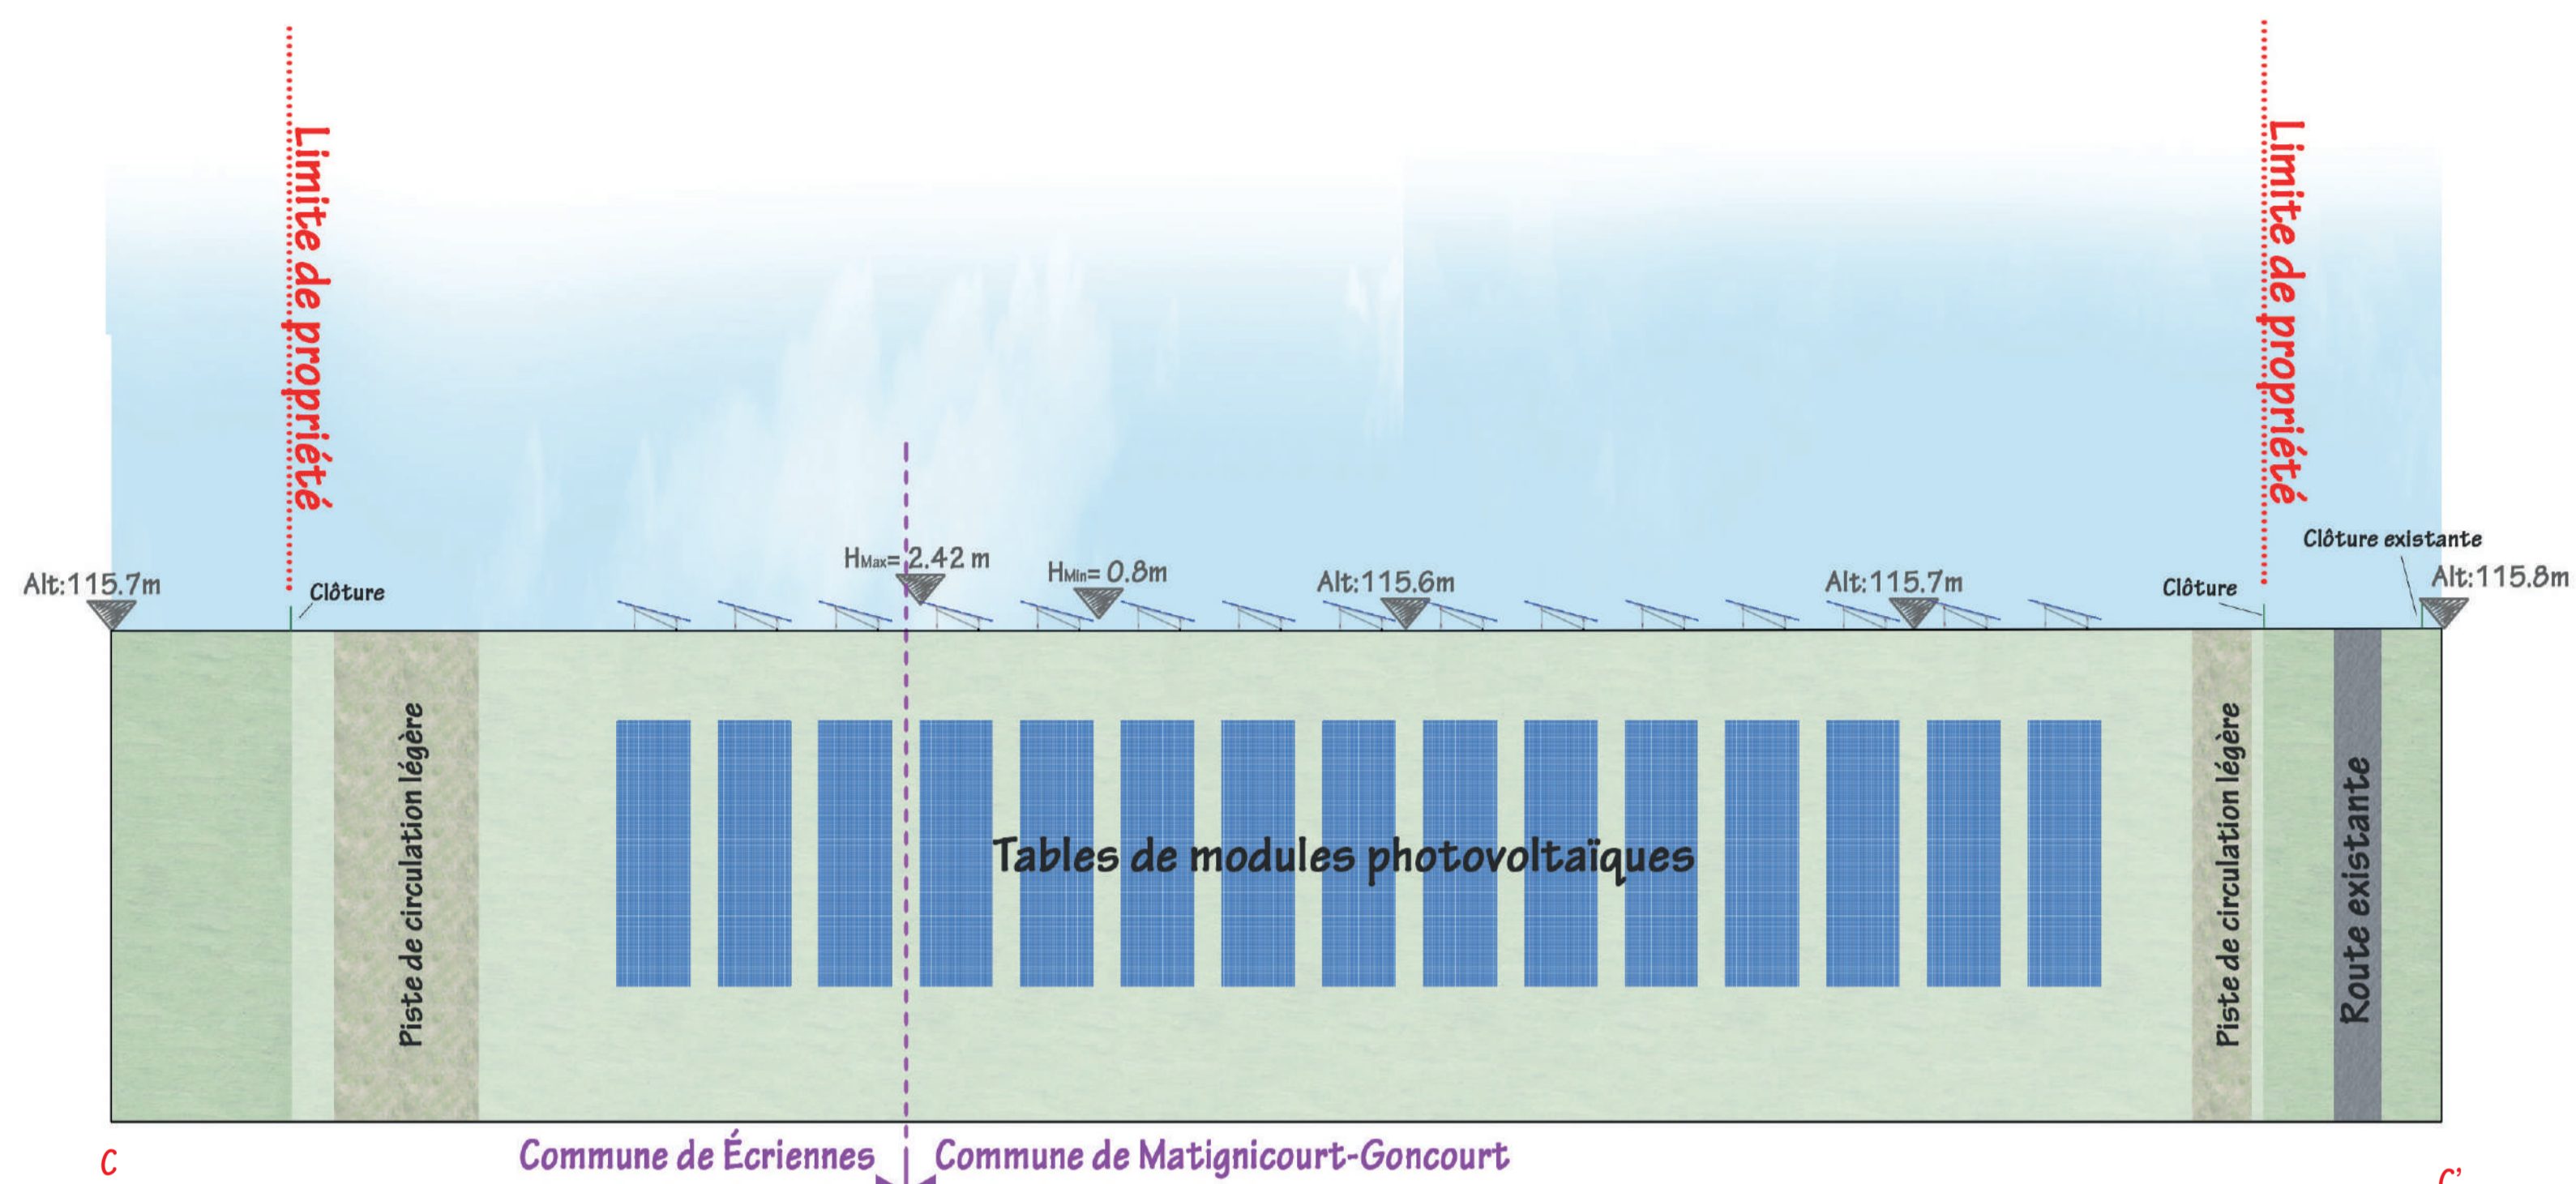 Limite de propriété
Limite de propriété
Clôture existante
HMax= 2.42 m
HMin= 0.8m
Alt:115.7m
Clôture
Alt:115.6m
Alt:115.7m
Clôture
Alt:115.8m
Piste de circulation légère
Tables de modules photovoltaïques
Piste de circulation légère
Route existante
Commune de Écriennes
Commune de Matignicourt-Goncourt
C
C'